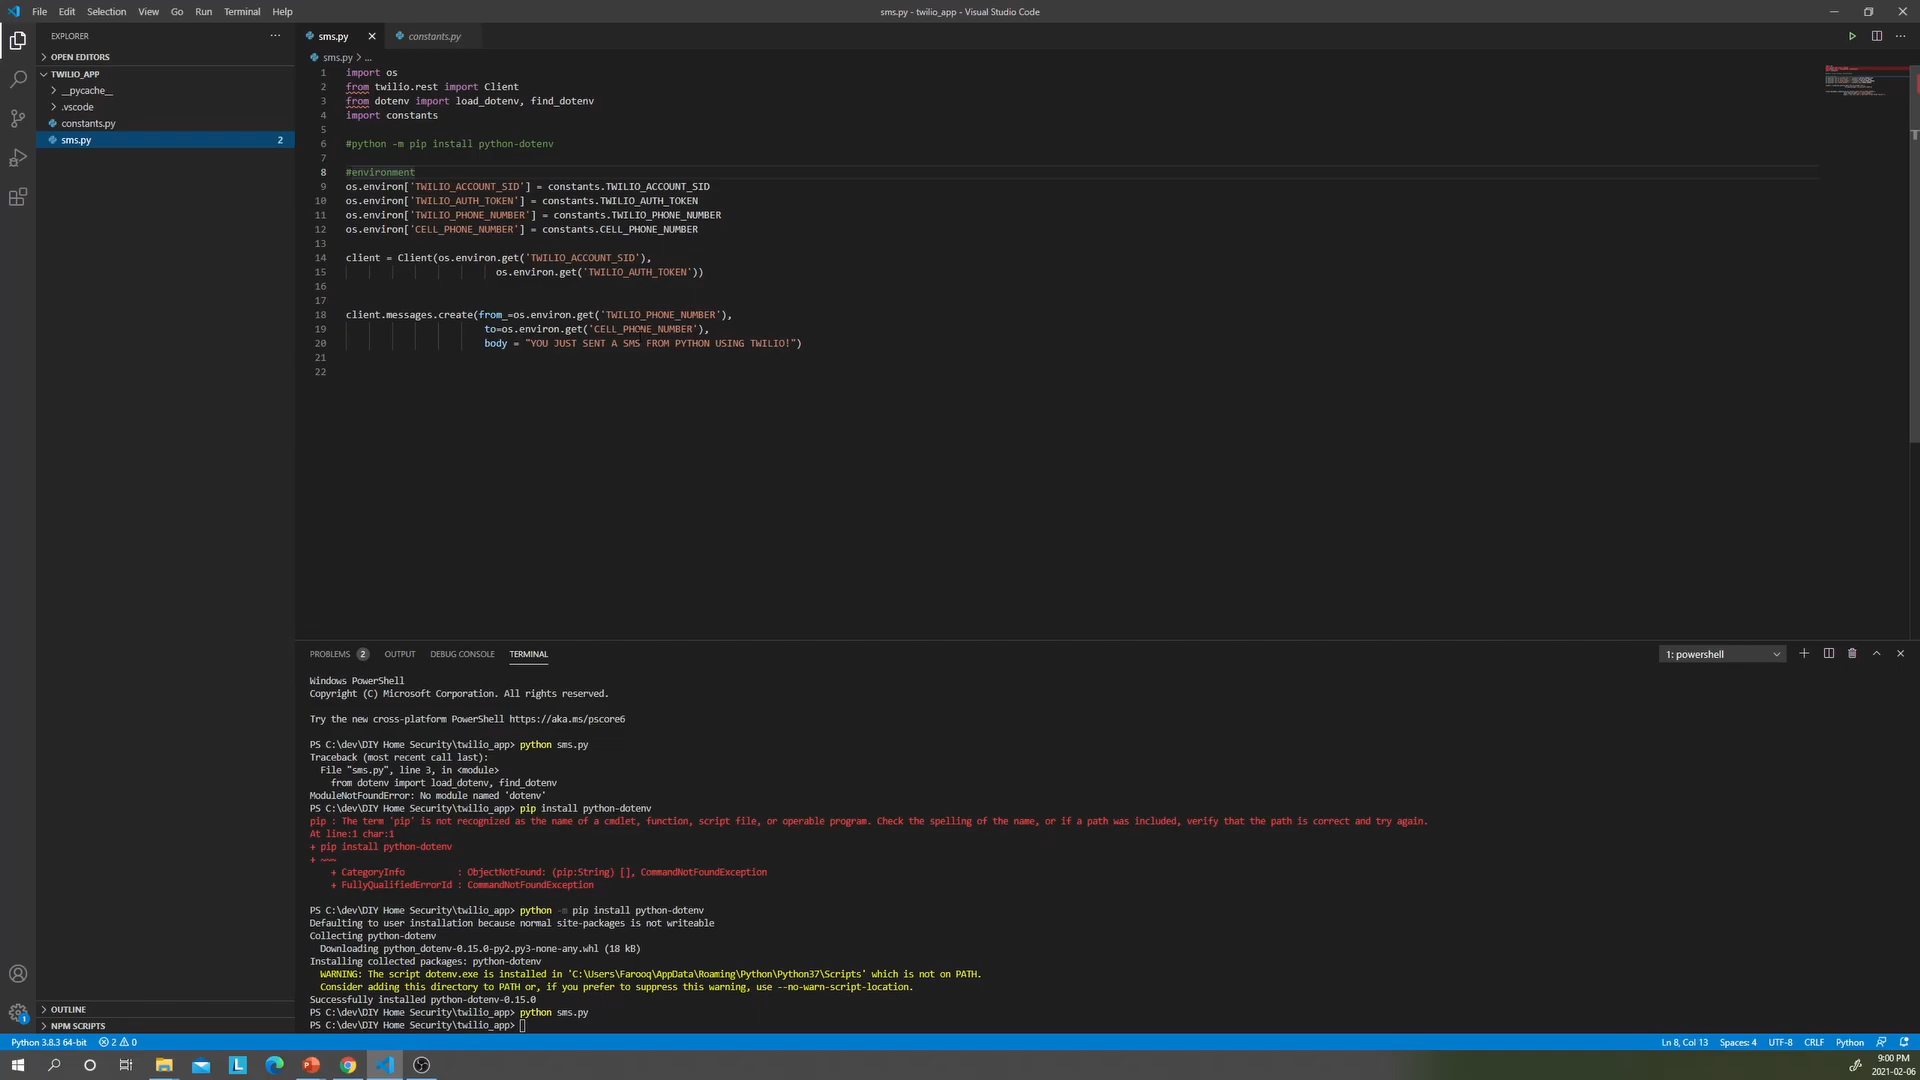 File Edit Selection View Go Run Terminal Help
sms.py - twilio_app - Visual Studio Code
EXPLORER
OPEN EDITORS
TWILIO_APP
__pycache__
.vscode
constants.py
sms.py 2
OUTLINE
NPM SCRIPTS
sms.py constants.py
sms.py > ...
1 import os
2 from twilio.rest import Client
3 from dotenv import load_dotenv, find_dotenv
4 import constants
5
6 #python -m pip install python-dotenv
7
8 #environment
9 os.environ['TWILIO_ACCOUNT_SID'] = constants.TWILIO_ACCOUNT_SID
10 os.environ['TWILIO_AUTH_TOKEN'] = constants.TWILIO_AUTH_TOKEN
11 os.environ['TWILIO_PHONE_NUMBER'] = constants.TWILIO_PHONE_NUMBER
12 os.environ['CELL_PHONE_NUMBER'] = constants.CELL_PHONE_NUMBER
13
14 client = Client(os.environ.get('TWILIO_ACCOUNT_SID'),
15 os.environ.get('TWILIO_AUTH_TOKEN'))
16
17
18 client.messages.create(from_=os.environ.get('TWILIO_PHONE_NUMBER'),
19 to=os.environ.get('CELL_PHONE_NUMBER'),
20 body = "YOU JUST SENT A SMS FROM PYTHON USING TWILIO!")
21
22
PROBLEMS 2 OUTPUT DEBUG CONSOLE TERMINAL
1: powershell
Windows PowerShell
Copyright (C) Microsoft Corporation. All rights reserved.
Try the new cross-platform PowerShell https://aka.ms/pscore6
PS C:\dev\DIY Home Security\twilio_app> python sms.py
Traceback (most recent call last):
File "sms.py", line 3, in <module>
from dotenv import load_dotenv, find_dotenv
ModuleNotFoundError: No module named 'dotenv'
PS C:\dev\DIY Home Security\twilio_app> pip install python-dotenv
pip : The term 'pip' is not recognized as the name of a cmdlet, function, script file, or operable program. Check the spelling of the name, or if a path was included, verify that the path is correct and try again.
At line:1 char:1
+ pip install python-dotenv
+ ~~~
+ CategoryInfo : ObjectNotFound: (pip:String) [], CommandNotFoundException
+ FullyQualifiedErrorId : CommandNotFoundException
PS C:\dev\DIY Home Security\twilio_app> python -m pip install python-dotenv
Defaulting to user installation because normal site-packages is not writeable
Collecting python-dotenv
Downloading python_dotenv-0.15.0-py2.py3-none-any.whl (18 kB)
Installing collected packages: python-dotenv
WARNING: The script dotenv.exe is installed in 'C:\Users\Farooq\AppData\Roaming\Python\Python37\Scripts' which is not on PATH.
Consider adding this directory to PATH or, if you prefer to suppress this warning, use --no-warn-script-location.
Successfully installed python-dotenv-0.15.0
PS C:\dev\DIY Home Security\twilio_app> python sms.py
PS C:\dev\DIY Home Security\twilio_app>
1
Python 3.8.3 64-bit 2 0
Ln 8, Col 13 Spaces: 4 UTF-8 CRLF Python
9:00 PM
2021-02-06